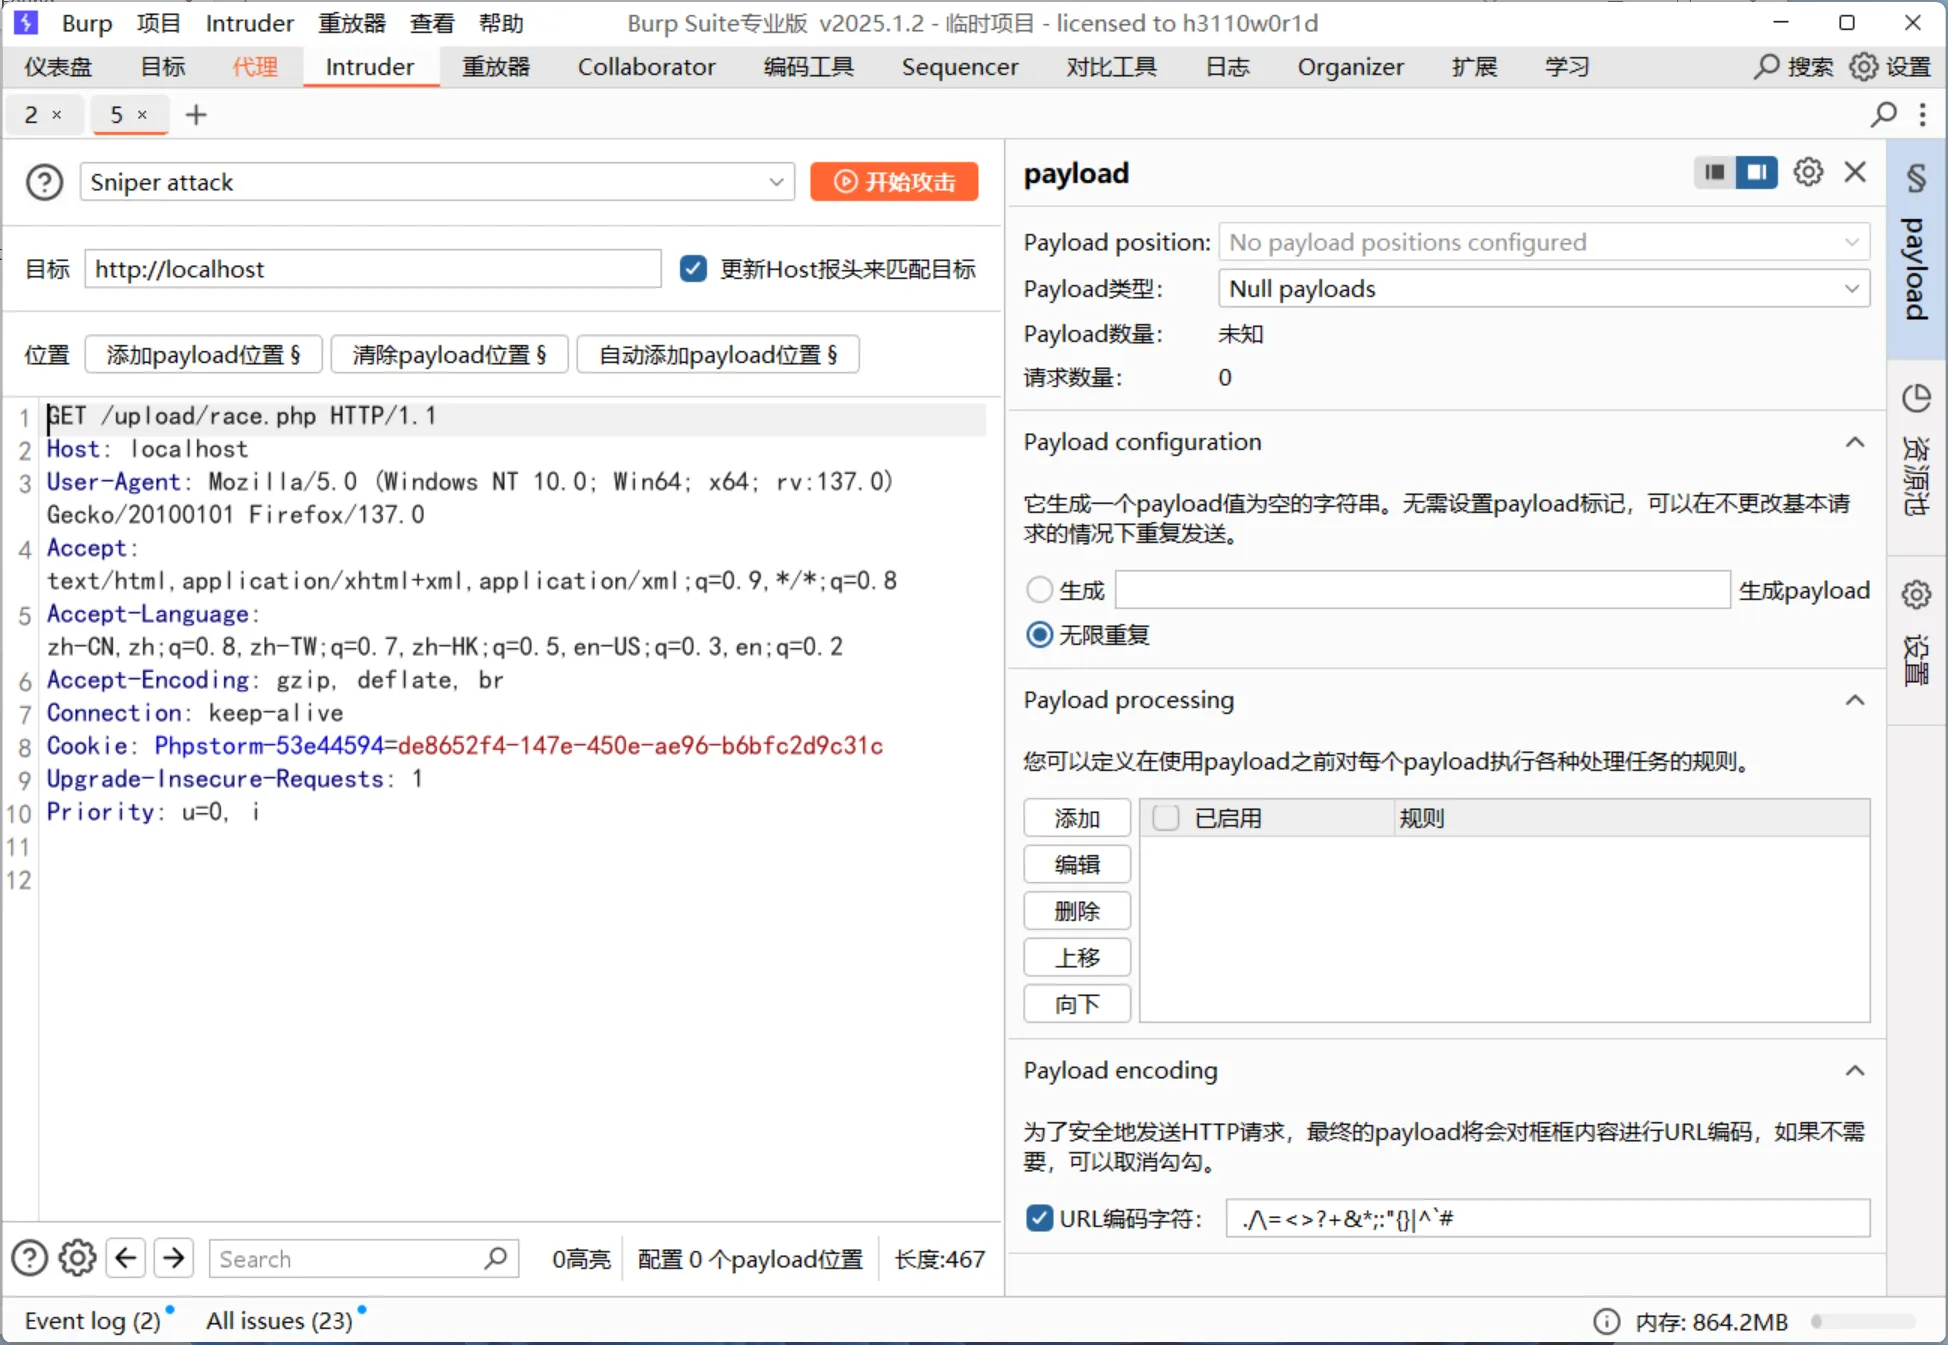 Burp 项目 Intruder 重放器 查看 帮助 Burp Suite专业版 v2025.1.2 - 临时项目 - licensed to h3110w0r1d
仪表盘 目标 代理 Intruder 重放器 Collaborator 编码工具 Sequencer 对比工具 日志 Organizer 扩展 学习 搜索 设置
2 × 5 × +
Sniper attack 开始攻击
目标 http://localhost 更新Host报头来匹配目标
位置 添加payload位置 § 清除payload位置 § 自动添加payload位置 §
1 GET /upload/race.php HTTP/1.1
2 Host: localhost
3 User-Agent: Mozilla/5.0 (Windows NT 10.0; Win64; x64; rv:137.0)
Gecko/20100101 Firefox/137.0
4 Accept:
text/html,application/xhtml+xml,application/xml;q=0.9,*/*;q=0.8
5 Accept-Language:
zh-CN,zh;q=0.8,zh-TW;q=0.7,zh-HK;q=0.5,en-US;q=0.3,en;q=0.2
6 Accept-Encoding: gzip, deflate, br
7 Connection: keep-alive
8 Cookie: Phpstorm-53e44594=de8652f4-147e-450e-ae96-b6bfc2d9c31c
9 Upgrade-Insecure-Requests: 1
10 Priority: u=0, i
11
12
Search 0高亮 配置 0 个payload位置 长度:467
payload
Payload position: No payload positions configured
Payload类型: Null payloads
Payload数量: 未知
请求数量: 0
Payload configuration
它生成一个payload值为空的字符串。无需设置payload标记，可以在不更改基本请
求的情况下重复发送。
生成 生成payload
无限重复
Payload processing
您可以定义在使用payload之前对每个payload执行各种处理任务的规则。
添加 已启用 规则
编辑
删除
上移
向下
Payload encoding
为了安全地发送HTTP请求，最终的payload将会对框框内容进行URL编码，如果不需
要，可以取消勾勾。
URL编码字符: ./\=<>?+&*;:"{}|^`#
§ payload
资源池
设置
Event log (2) All issues (23) 内存: 864.2MB